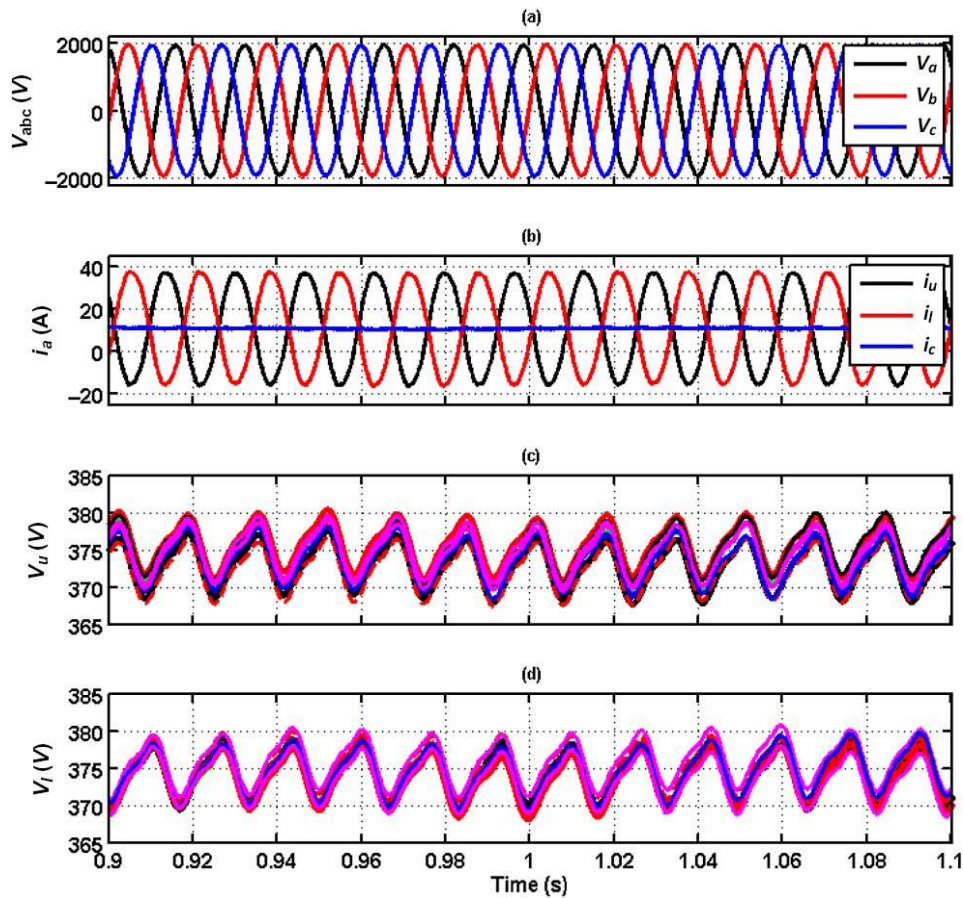 (a)
V_abc (V)
2000
0
−2000
V_a
V_b
V_c
(b)
i_a (A)
40
20
0
−20
i_u
i_l
i_c
(c)
V_u (V)
385
380
375
370
365
(d)
V_l (V)
385
380
375
370
365
0.9 0.92 0.94 0.96 0.98 1 1.02 1.04 1.06 1.08 1.1
Time (s)